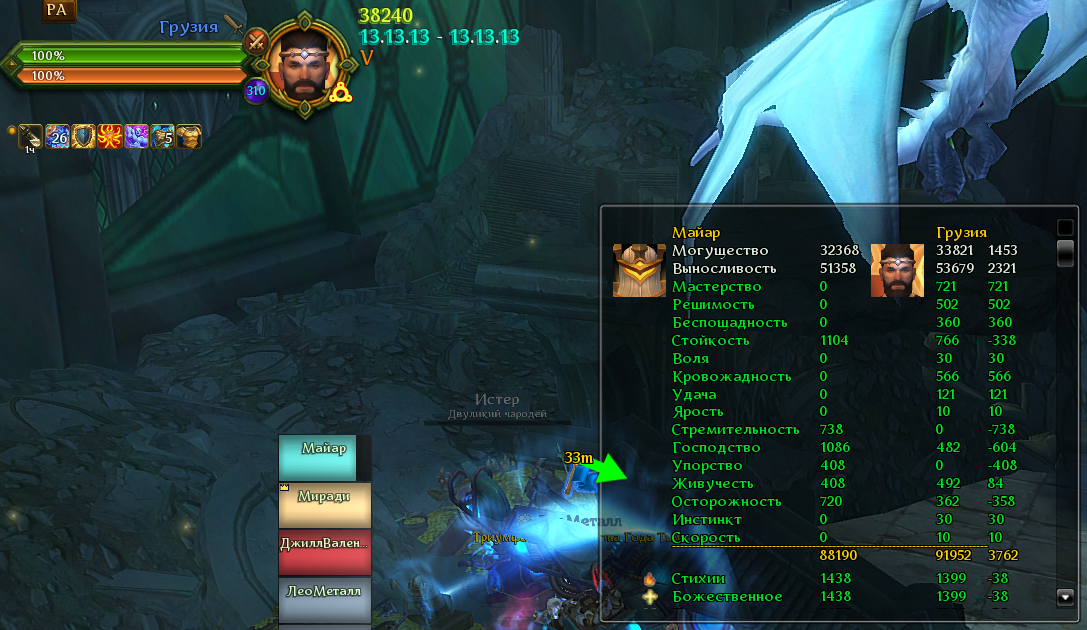 РА
Грузия
38240
13.13.13 - 13.13.13
V
100%
100%
310
1ч
26
5
Майар Грузия
Могущество 32368 33821 1453
Выносливость 51358 53679 2321
Мастерство 0 721 721
Решимость 0 502 502
Беспощадность 0 360 360
Стойкость 1104 766 -338
Воля 0 30 30
Кровожадность 0 566 566
Удача 0 121 121
Ярость 0 10 10
Стремительность 738 0 -738
Господство 1086 482 -604
Упорство 408 0 -408
Живучесть 408 492 84
Осторожность 720 362 -358
Инстинкт 0 30 30
Скорость 0 10 10
88190 91952 3762
Стихии 1438 1399 -38
Божественное 1438 1399 -38
Истер
Двуликий чародей
33m
Металл
Года
Майар
Миради
ДжиллВален...
ЛеоМеталл